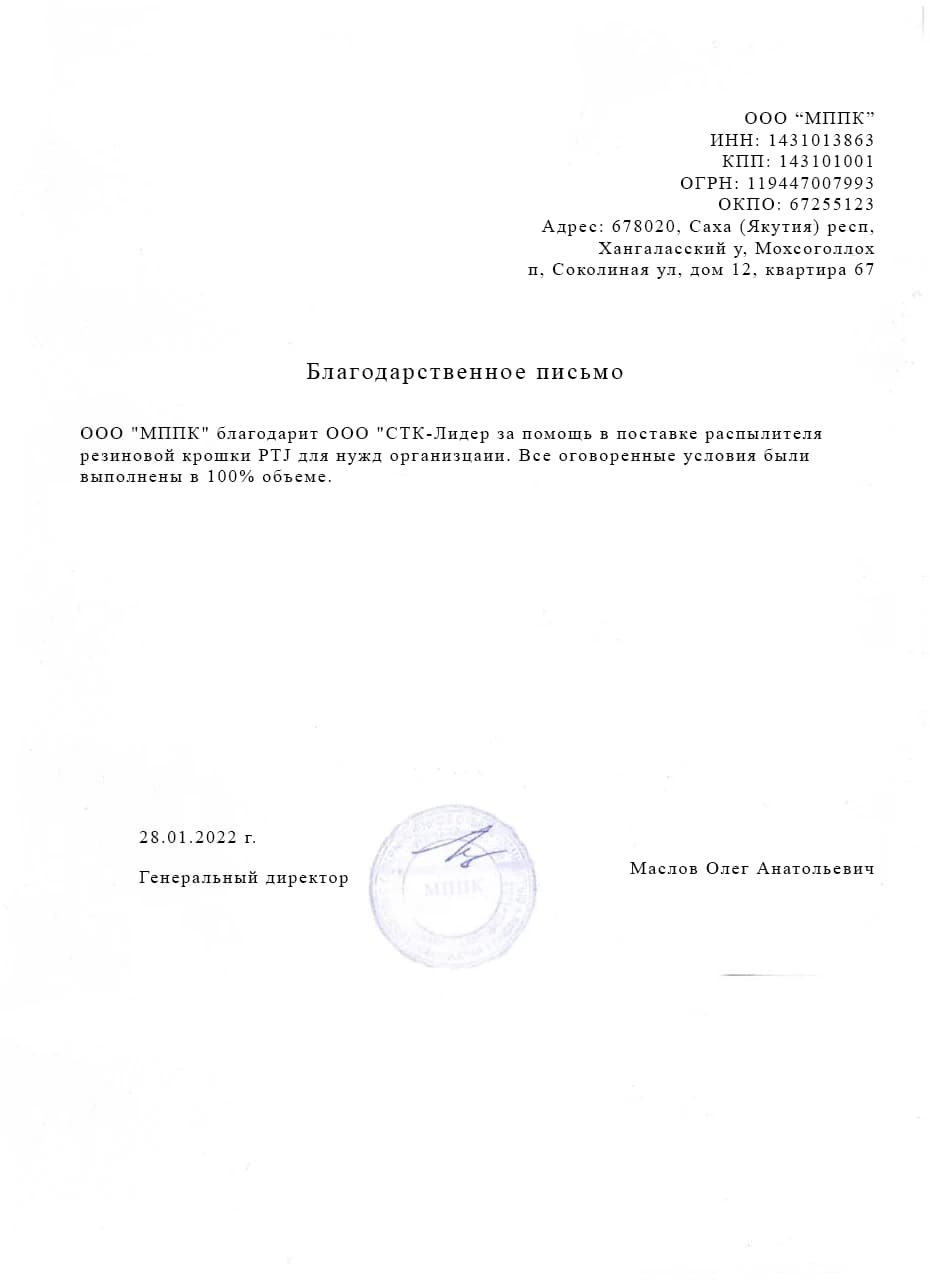 ООО “МППК”
ИНН: 1431013863
КПП: 143101001
ОГРН: 119447007993
ОКПО: 67255123
Адрес: 678020, Саха (Якутия) респ,
Хангаласский у, Мохсоголлох
п, Соколиная ул, дом 12, квартира 67
Благодарственное письмо
ООО "МППК" благодарит ООО "СТК-Лидер за помощь в поставке распылителя
резиновой крошки PTJ для нужд организцаии. Все оговоренные условия были
выполнены в 100% объеме.
28.01.2022 г.
Генеральный директор
МППК
Маслов Олег Анатольевич